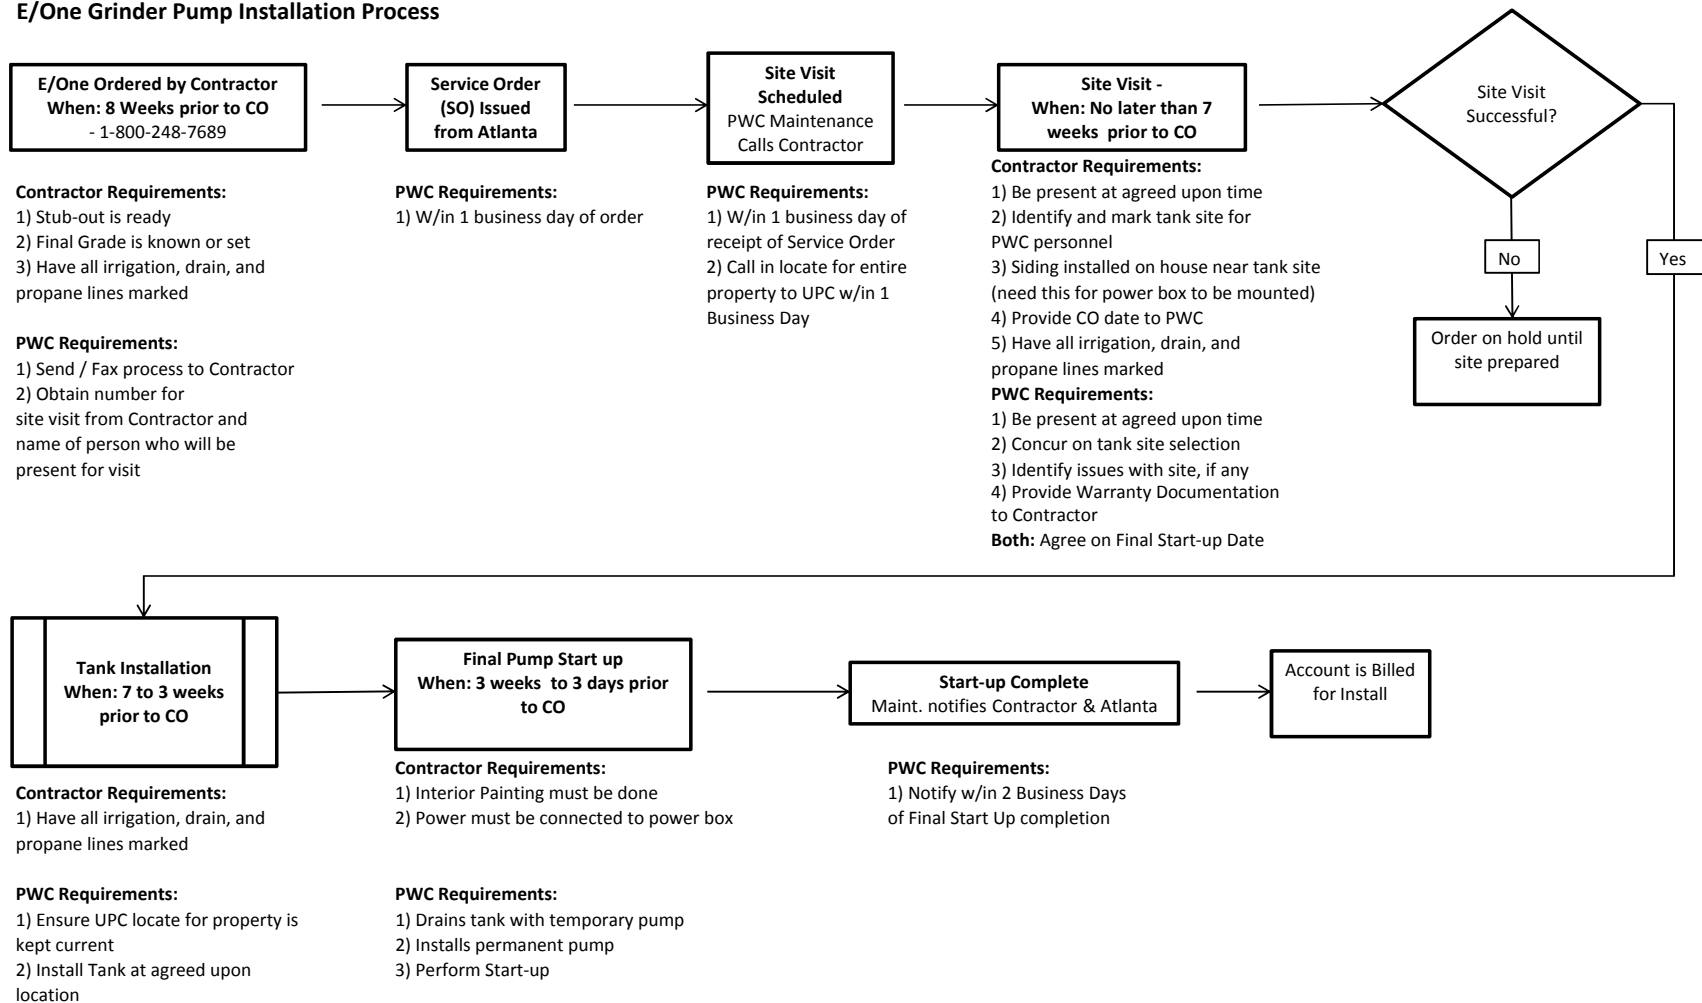 E/One Grinder Pump Installation Process
E/One Ordered by Contractor
When: 8 Weeks prior to CO
- 1-800-248-7689
Contractor Requirements:
1) Stub-out is ready
2) Final Grade is known or set
3) Have all irrigation, drain, and
propane lines marked
PWC Requirements:
1) Send / Fax process to Contractor
2) Obtain number for
site visit from Contractor and
name of person who will be
present for visit
Service Order
(SO) Issued
from Atlanta
PWC Requirements:
1) W/in 1 business day of order
Site Visit
Scheduled
PWC Maintenance
Calls Contractor
PWC Requirements:
1) W/in 1 business day of
receipt of Service Order
2) Call in locate for entire
property to UPC w/in 1
Business Day
Site Visit -
When: No later than 7
weeks prior to CO
Contractor Requirements:
1) Be present at agreed upon time
2) Identify and mark tank site for
PWC personnel
3) Siding installed on house near tank site
(need this for power box to be mounted)
4) Provide CO date to PWC
5) Have all irrigation, drain, and
propane lines marked
PWC Requirements:
1) Be present at agreed upon time
2) Concur on tank site selection
3) Identify issues with site, if any
4) Provide Warranty Documentation
to Contractor
Both: Agree on Final Start-up Date
Site Visit
Successful?
No
Yes
Order on hold until
site prepared
Tank Installation
When: 7 to 3 weeks
prior to CO
Contractor Requirements:
1) Have all irrigation, drain, and
propane lines marked
PWC Requirements:
1) Ensure UPC locate for property is
kept current
2) Install Tank at agreed upon
location
Final Pump Start up
When: 3 weeks to 3 days prior
to CO
Contractor Requirements:
1) Interior Painting must be done
2) Power must be connected to power box
PWC Requirements:
1) Drains tank with temporary pump
2) Installs permanent pump
3) Perform Start-up
Start-up Complete
Maint. notifies Contractor & Atlanta
PWC Requirements:
1) Notify w/in 2 Business Days
of Final Start Up completion
Account is Billed
for Install